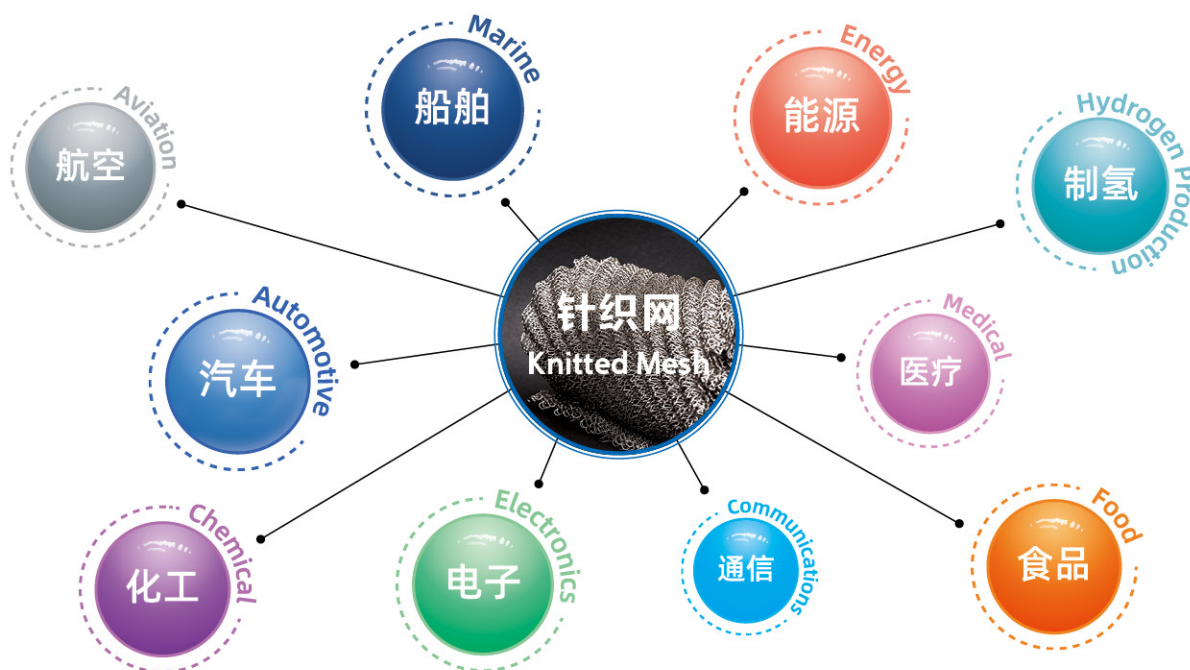 Marine
船舶
Energy
能源
Aviation
航空
Hydrogen Production
制氢
针织网
Knitted Mesh
Automotive
汽车
Medical
医疗
Chemical
化工
Electronics
电子
Communications
通信
Food
食品